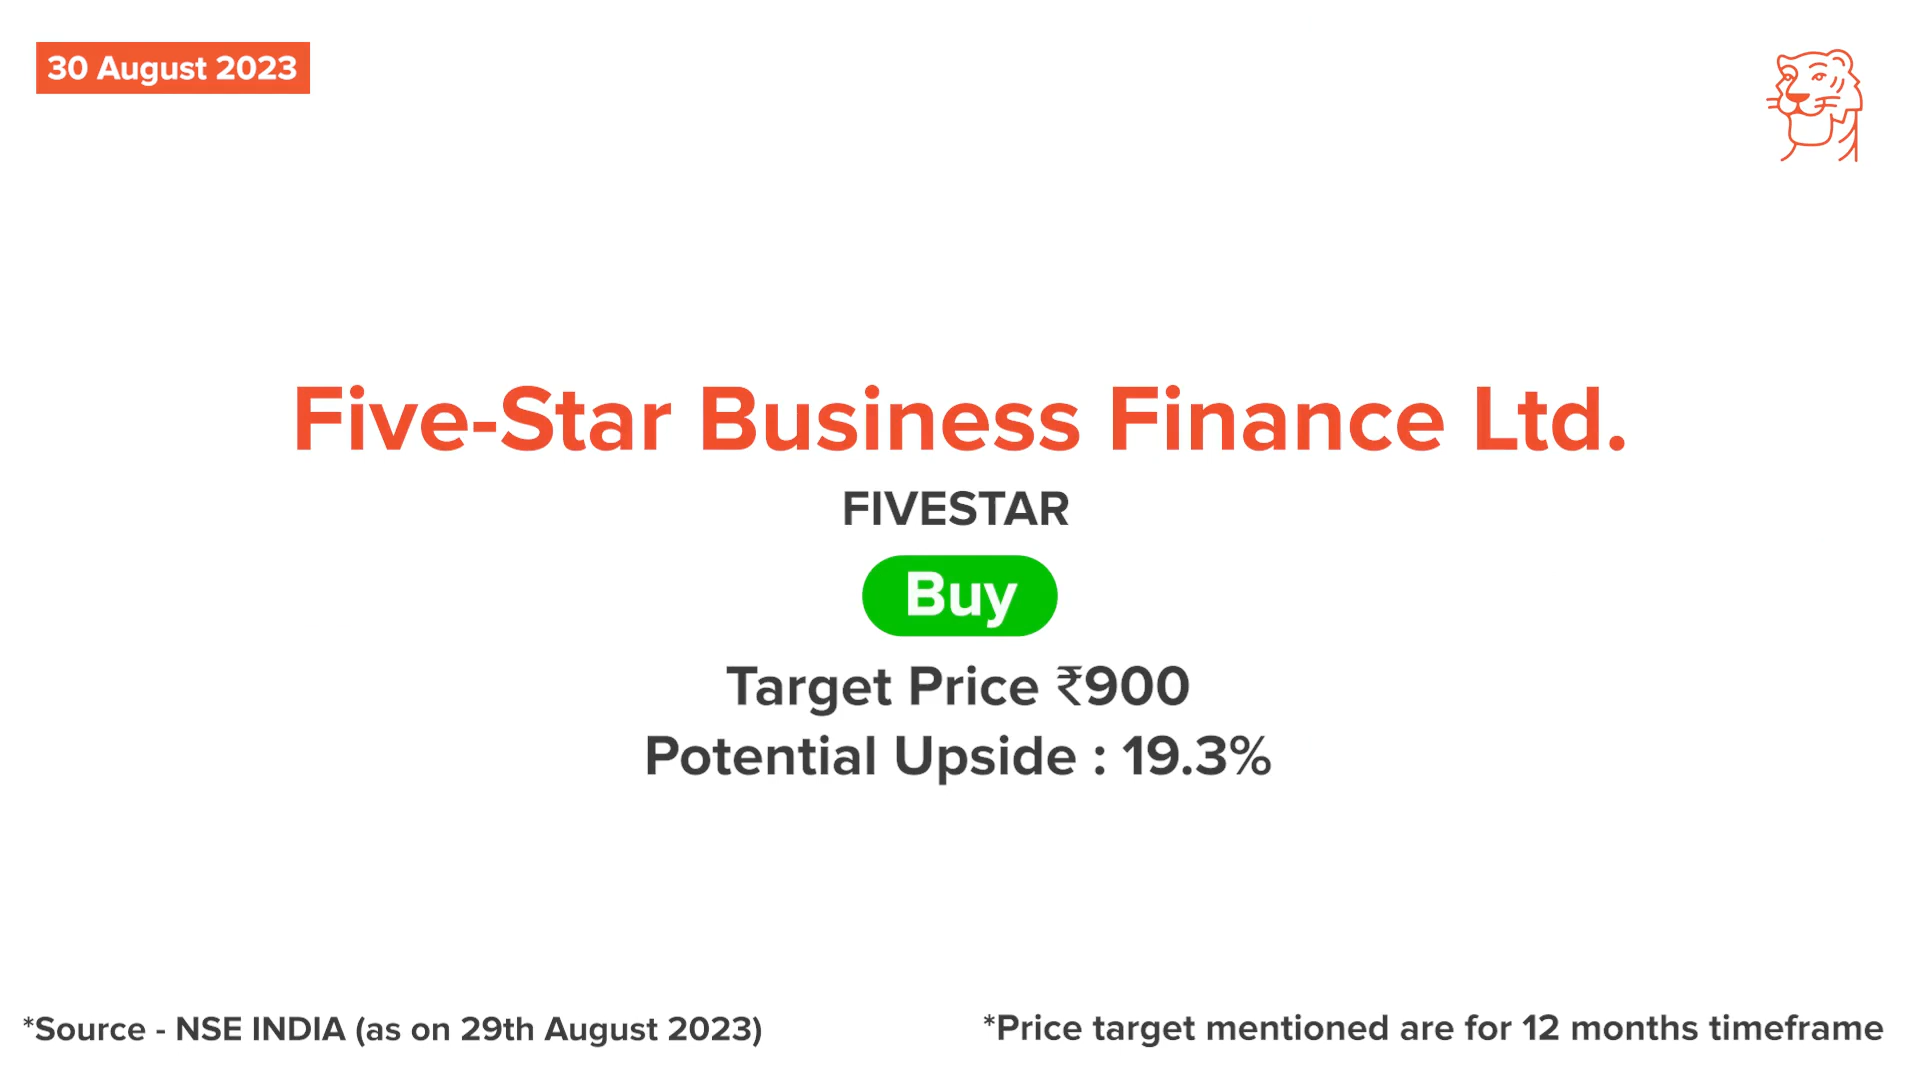 30 August 2023
Five-Star Business Finance Ltd.
FIVESTAR
Buy
Target Price ₹900
Potential Upside : 19.3%
*Source - NSE INDIA (as on 29th August 2023)
*Price target mentioned are for 12 months timeframe